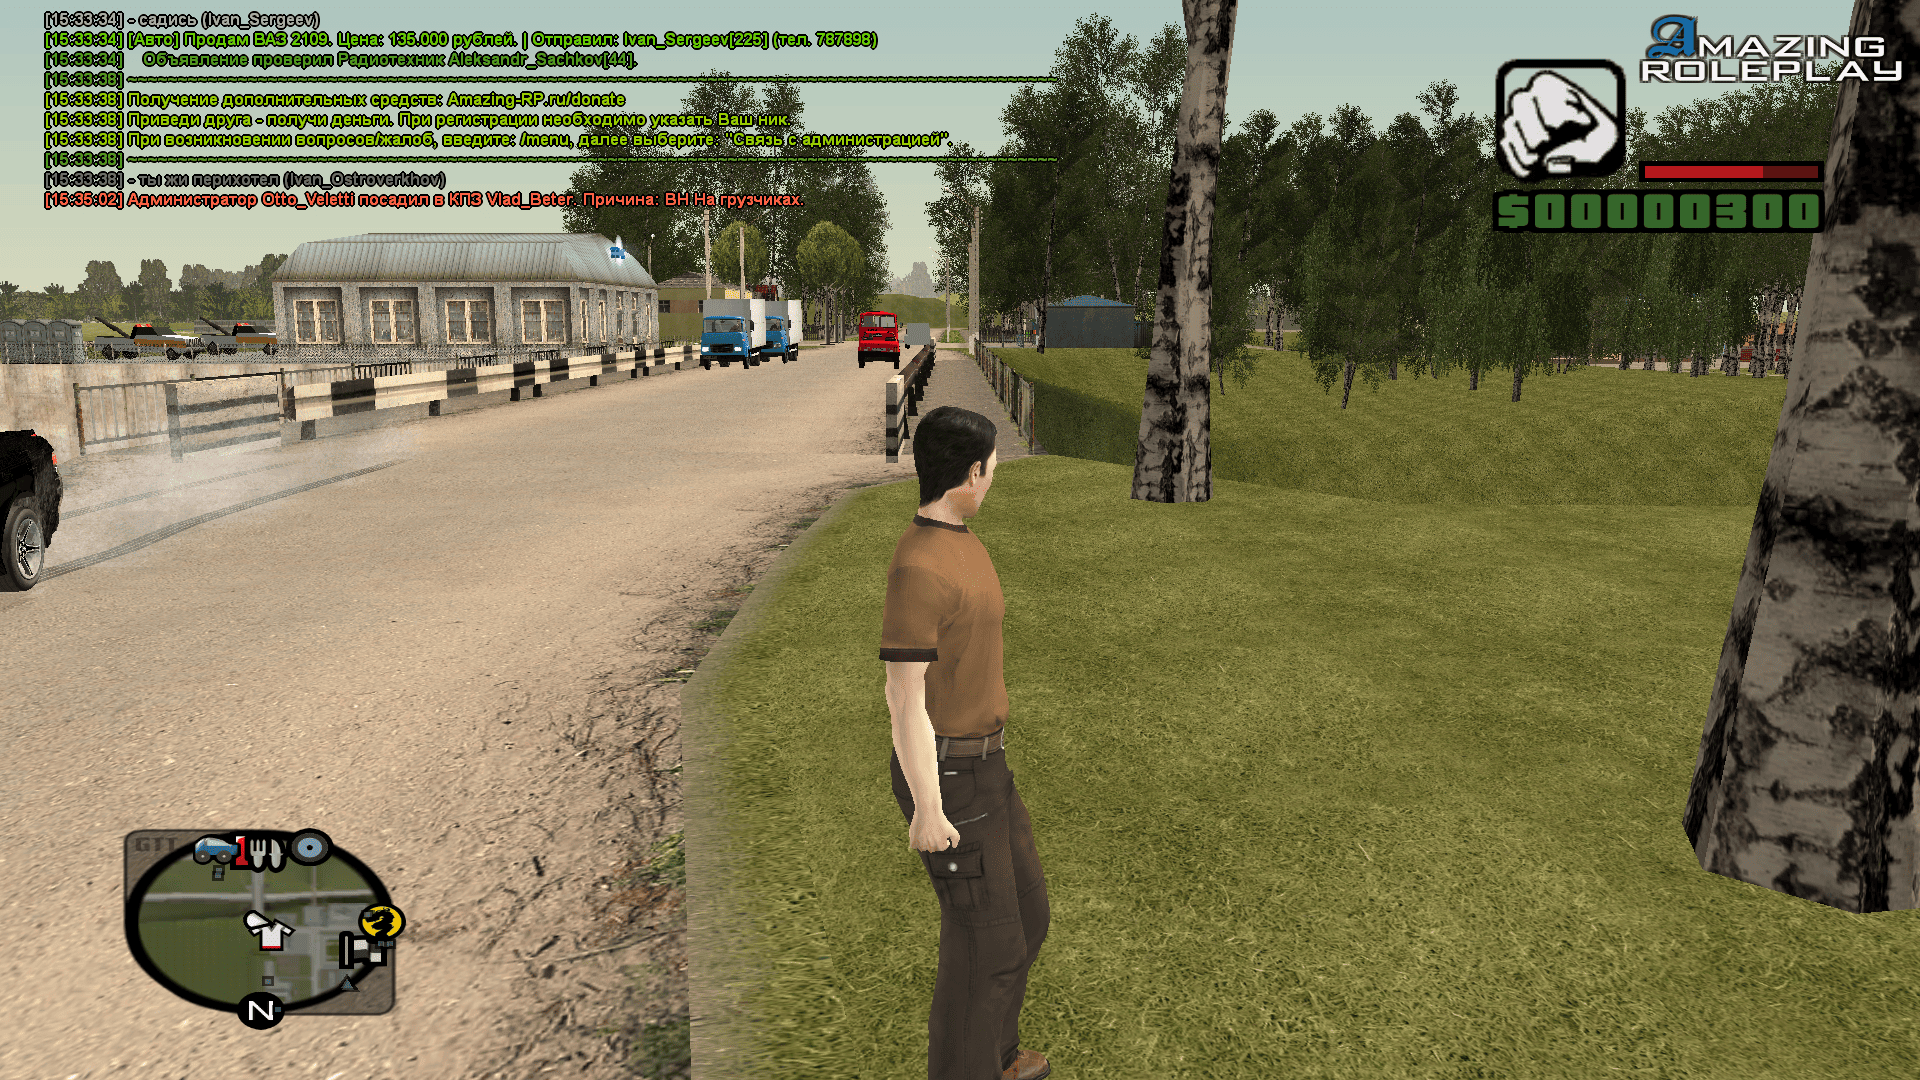 [15:33:34] - садись (Ivan_Sergeev)
[15:33:34] [Авто] Продам ВАЗ 2109. Цена: 135.000 рублей. | Отправил: Ivan_Sergeev[225] (тел. 787898)
[15:33:34] Объявление проверил Радиотехник Aleksandr_Sachkov[44].
[15:33:38] ~~~~~~~~~~~~~~~~~~~~~~~~~~~~~~~~~~~~~~~~~~~~~~~~~~~~~~~~~~~~~~~~~~~~~~~~~~~~
[15:33:38] Получение дополнительных средств: Amazing-RP.ru/donate
[15:33:38] Приведи друга - получи деньги. При регистрации необходимо указать Ваш ник.
[15:33:38] При возникновении вопросов/жалоб, введите: /menu, далее выберите: "Связь с администрацией".
[15:33:38] ~~~~~~~~~~~~~~~~~~~~~~~~~~~~~~~~~~~~~~~~~~~~~~~~~~~~~~~~~~~~~~~~~~~~~~~~~~~~
[15:33:38] - ты жи перихотел (Ivan_Ostroverkhov)
[15:35:02] Администратор Otto_Veletti посадил в КПЗ Vlad_Beter. Причина: ВН На грузчиках.
AMAZING
ROLEPLAY
$00000300
1
N